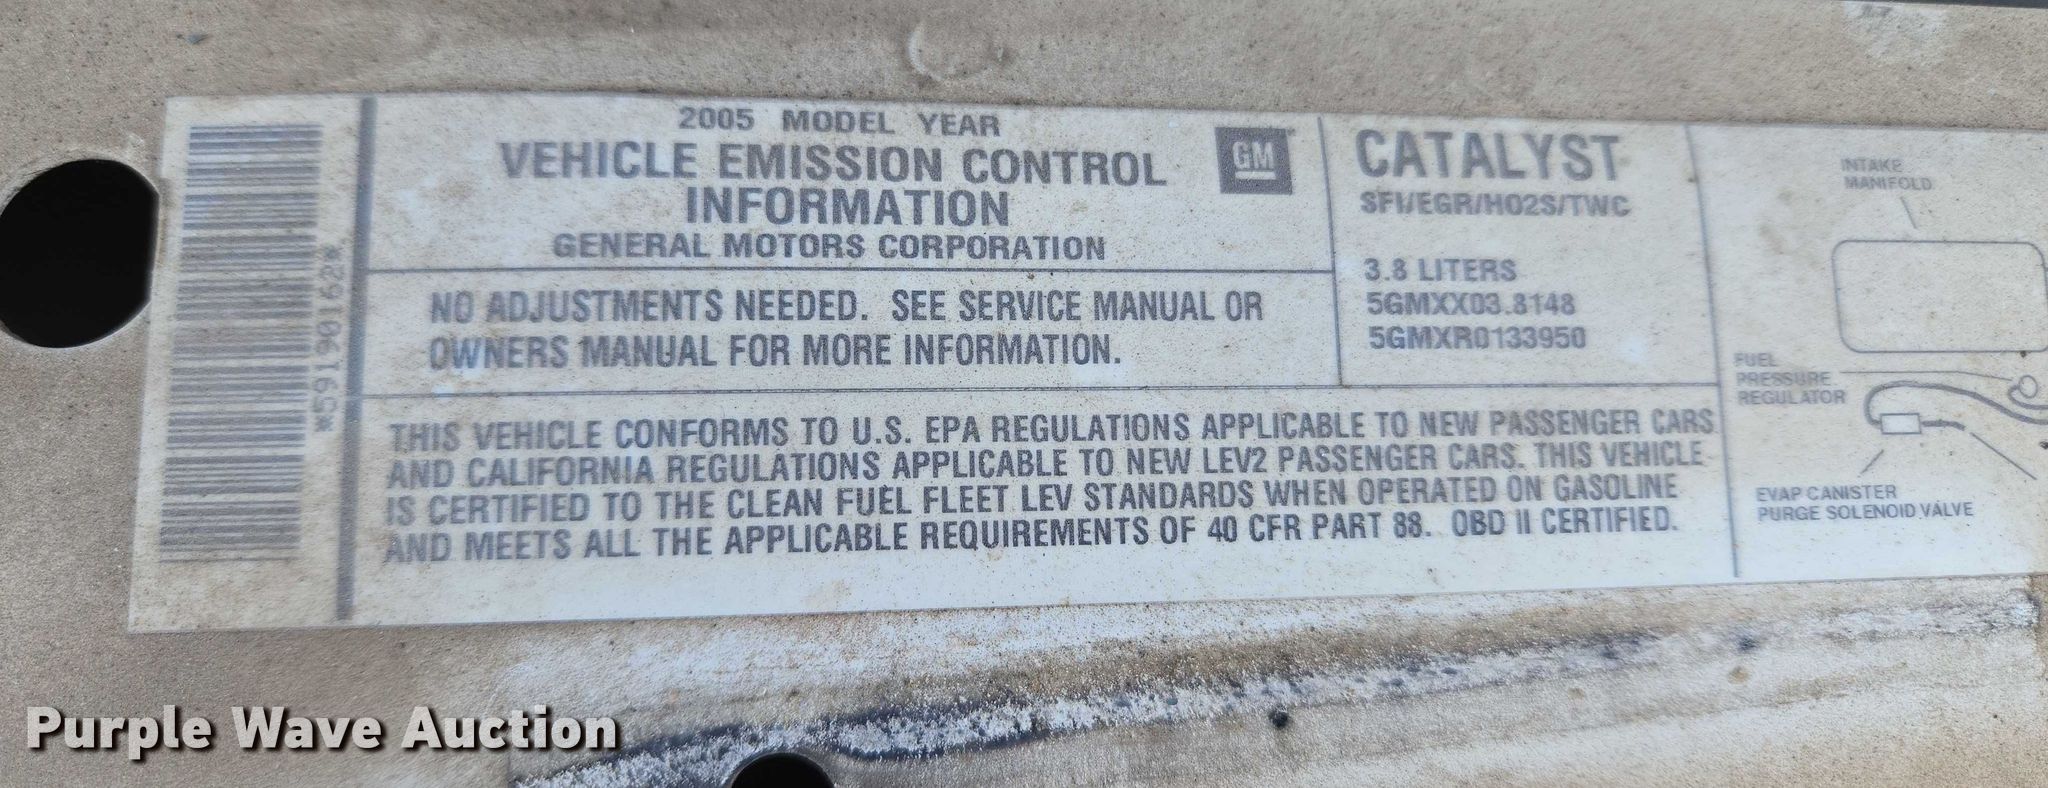 *59190162*
2005 MODEL YEAR
VEHICLE EMISSION CONTROL
INFORMATION
GENERAL MOTORS CORPORATION
GM
NO ADJUSTMENTS NEEDED. SEE SERVICE MANUAL OR
OWNERS MANUAL FOR MORE INFORMATION.
CATALYST
SFI/EGR/HO2S/TWC
3.8 LITERS
5GMXX03.8148
5GMXR0133950
THIS VEHICLE CONFORMS TO U.S. EPA REGULATIONS APPLICABLE TO NEW PASSENGER CARS
AND CALIFORNIA REGULATIONS APPLICABLE TO NEW LEV2 PASSENGER CARS. THIS VEHICLE
IS CERTIFIED TO THE CLEAN FUEL FLEET LEV STANDARDS WHEN OPERATED ON GASOLINE
AND MEETS ALL THE APPLICABLE REQUIREMENTS OF 40 CFR PART 88. OBD II CERTIFIED.
INTAKE
MANIFOLD
FUEL
PRESSURE
REGULATOR
EVAP CANISTER
PURGE SOLENOID VALVE
Purple Wave Auction